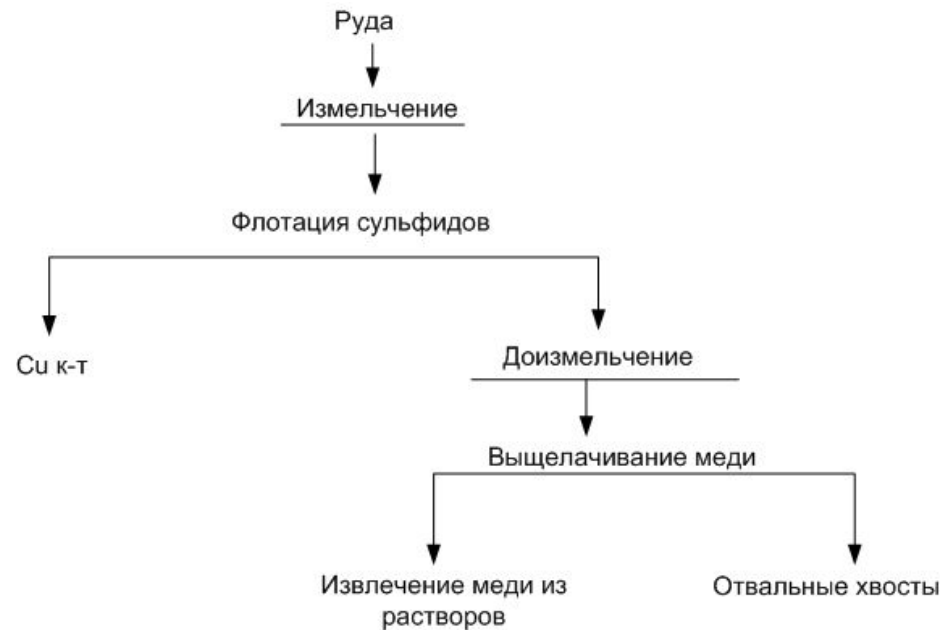 Руда
Измельчение
Флотация сульфидов
Cu к-т
Доизмельчение
Выщелачивание меди
Извлечение меди из
растворов
Отвальные хвосты